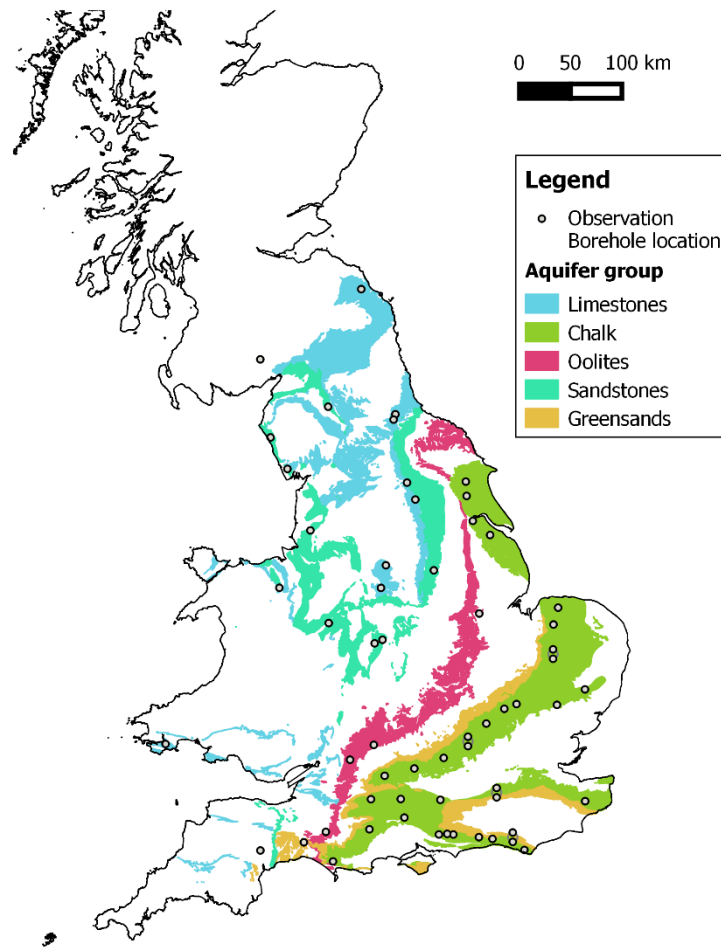 0 50 100 km
Legend
Observation
Borehole location
Aquifer group
Limestones
Chalk
Oolites
Sandstones
Greensands